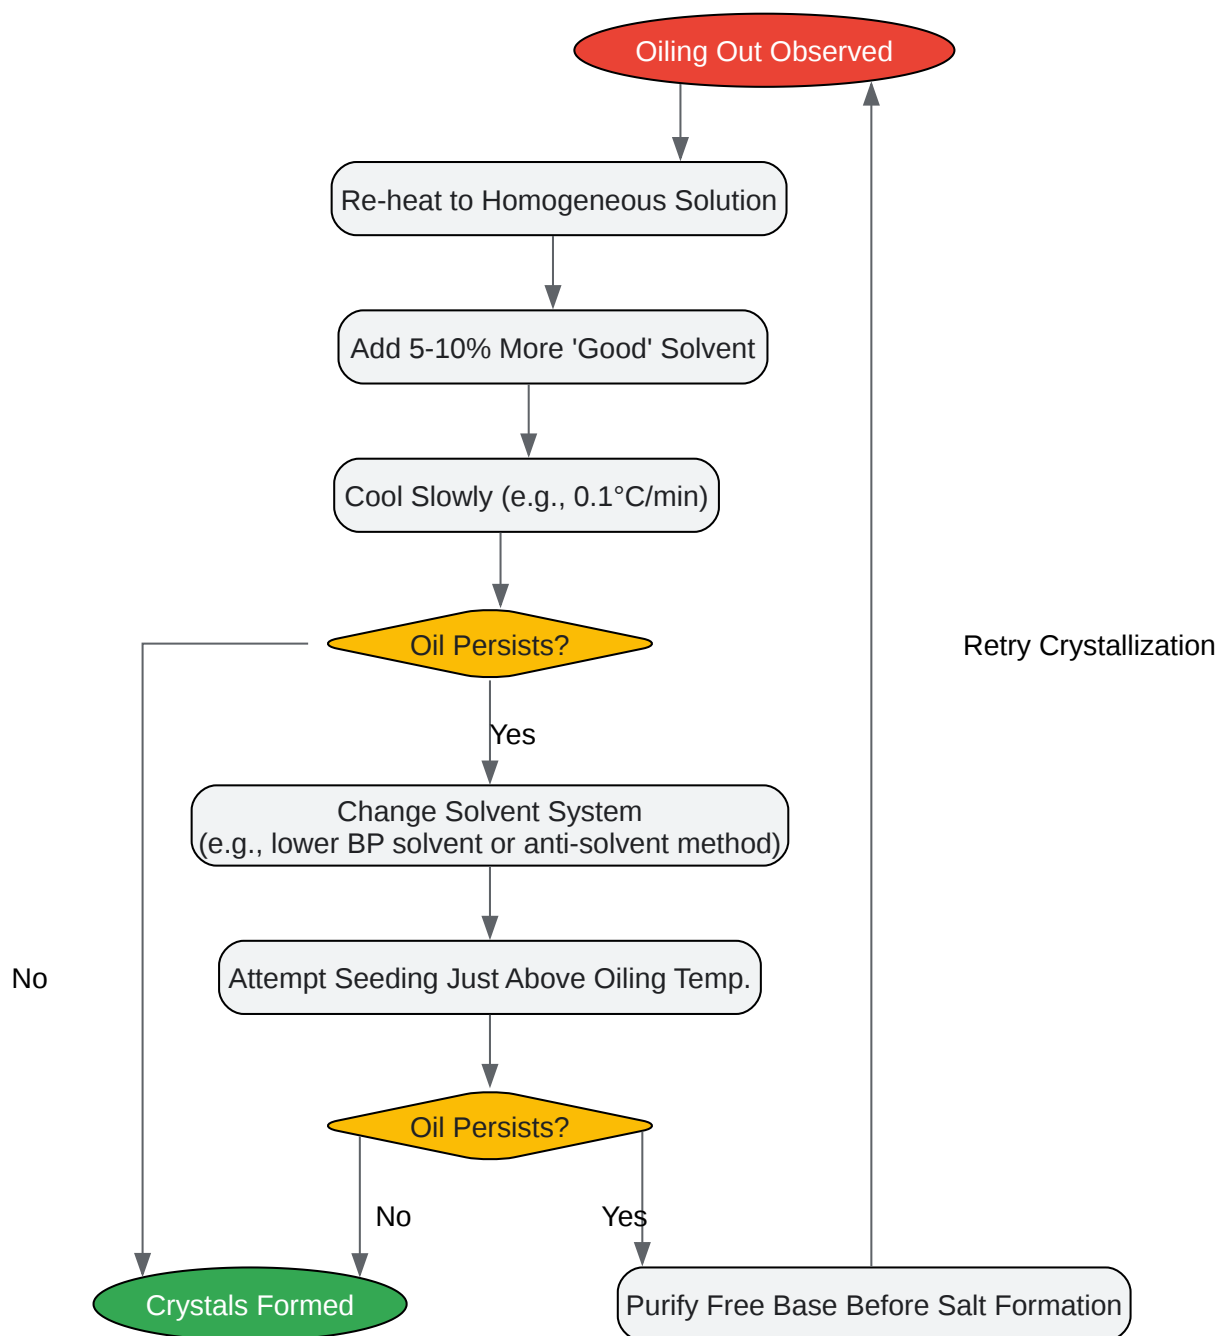 Oiling Out Observed
Re-heat to Homogeneous Solution
Add 5-10% More 'Good' Solvent
Cool Slowly (e.g., 0.1°C/min)
Oil Persists?
Retry Crystallization
Yes
Change Solvent System
(e.g., lower BP solvent or anti-solvent method)
No
Attempt Seeding Just Above Oiling Temp.
Oil Persists?
No
Yes
Crystals Formed
Purify Free Base Before Salt Formation